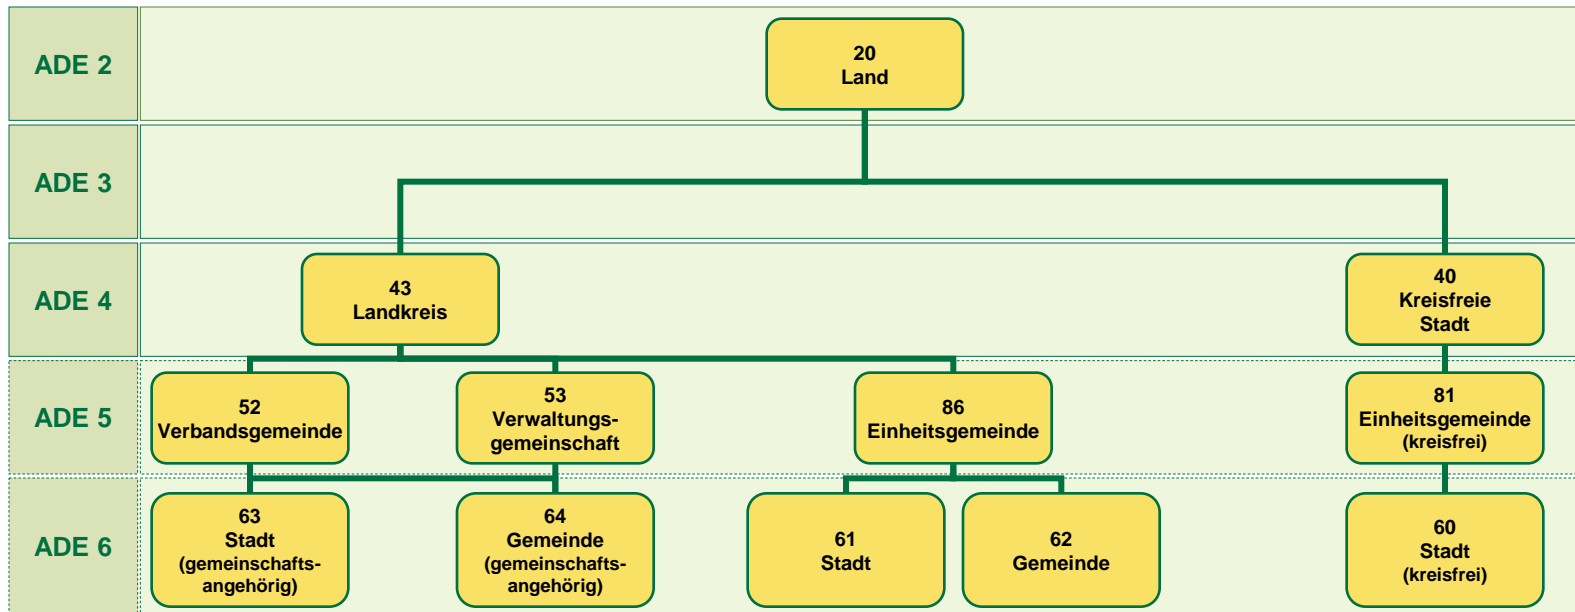 ADE 2
20
Land
ADE 3
ADE 4
43
Landkreis
40
Kreisfreie
Stadt
ADE 5
52
Verbandsgemeinde
53
Verwaltungs-
gemeinschaft
86
Einheitsgemeinde
81
Einheitsgemeinde
(kreisfrei)
ADE 6
63
Stadt
(gemeinschafts-
angehörig)
64
Gemeinde
(gemeinschafts-
angehörig)
61
Stadt
62
Gemeinde
60
Stadt
(kreisfrei)